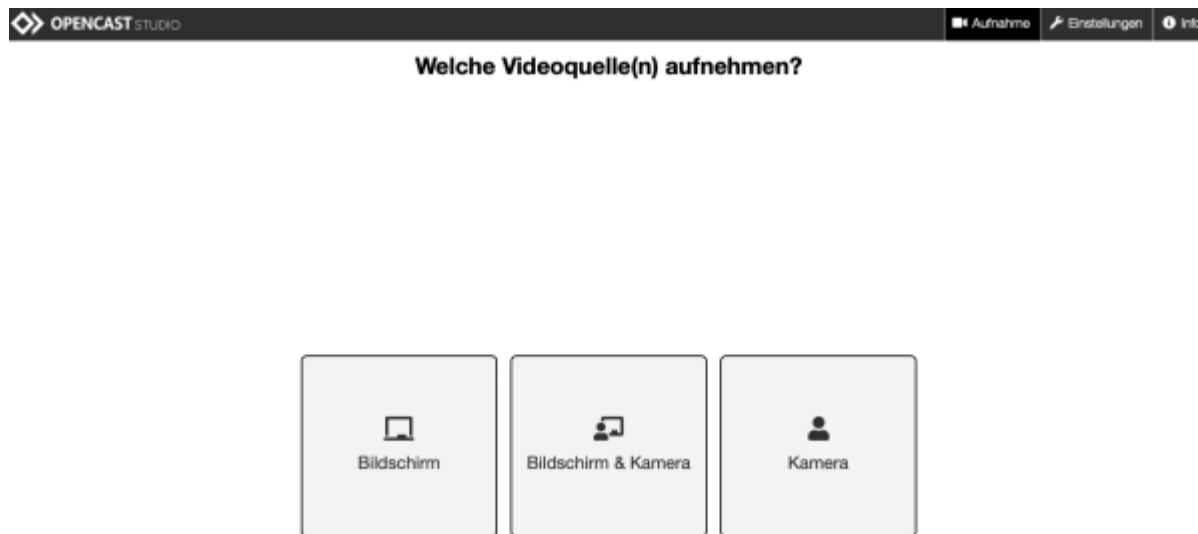 OPENCAST STUDIO
Aufnahme
Einstellungen
Welche Videoquelle(n) aufnehmen?
Bildschirm
Bildschirm & Kamera
Kamera